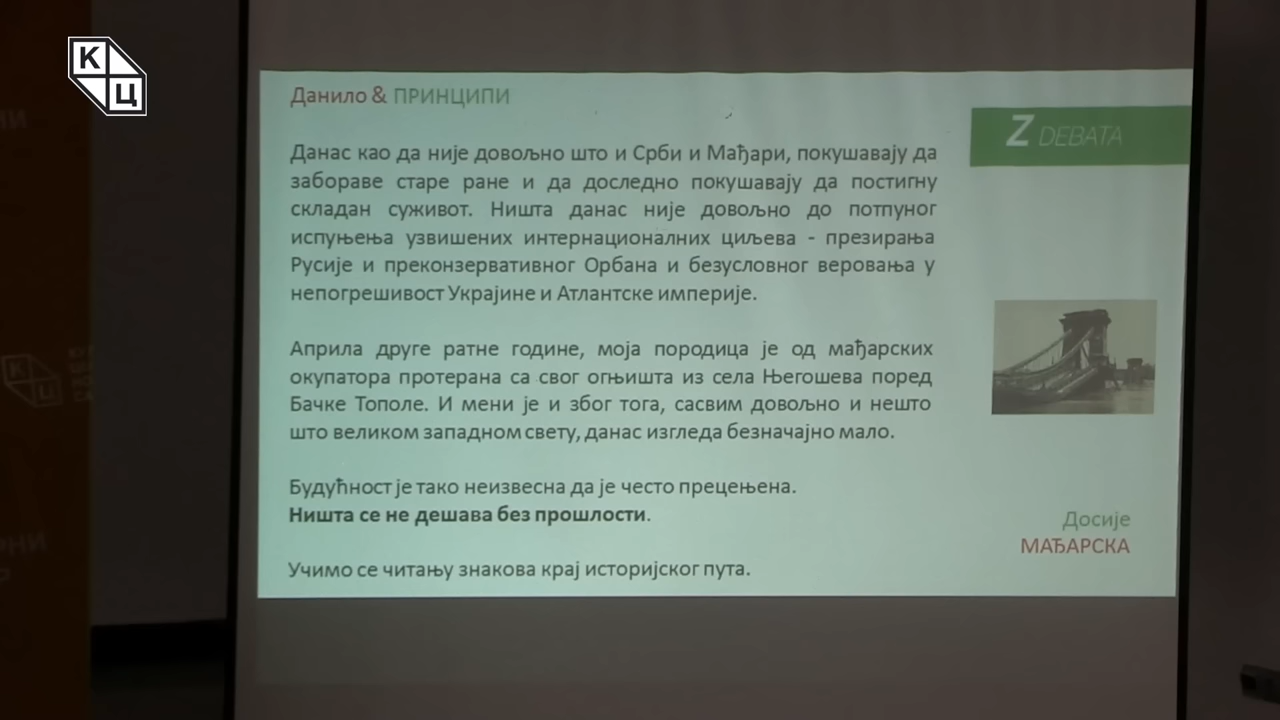 К
Ц
Данило & ПРИНЦИПИ
Z DEBATA
Данас као да није довољно што и Срби и Мађари, покушавају да
забораве старе ране и да доследно покушавају да постигну
складан суживот. Ништа данас није довољно до потпуног
испуњења узвишених интернационалних циљева - презирања
Русије и преконзервативног Орбана и безусловног веровања у
непогрешивост Украјине и Атлантске империје.
Априла друге ратне године, моја породица је од мађарских
окупатора протерана са свог огњишта из села Његошева поред
Бачке Тополе. И мени је и због тога, сасвим довољно и нешто
што великом западном свету, данас изгледа безначајно мало.
Будућност је тако неизвесна да је често прецењена.
Ништа се не дешава без прошлости.
Учимо се читању знакова крај историјског пута.
Досије
МАЂАРСКА
К
Ц